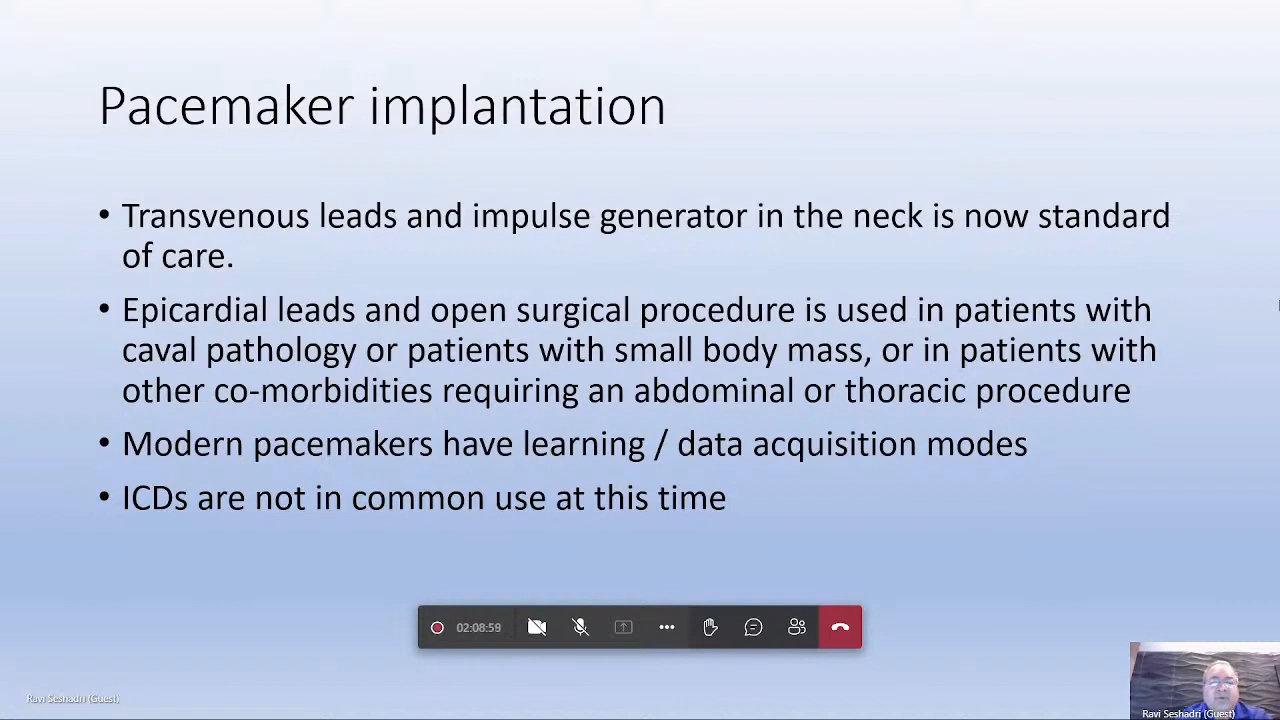 Pacemaker implantation
• Transvenous leads and impulse generator in the neck is now standard
of care.
• Epicardial leads and open surgical procedure is used in patients with
caval pathology or patients with small body mass, or in patients with
other co-morbidities requiring an abdominal or thoracic procedure
• Modern pacemakers have learning / data acquisition modes
• ICDs are not in common use at this time
02:08:59
Ravi Seshadri (Guest)
Ravi Seshadri (Guest)